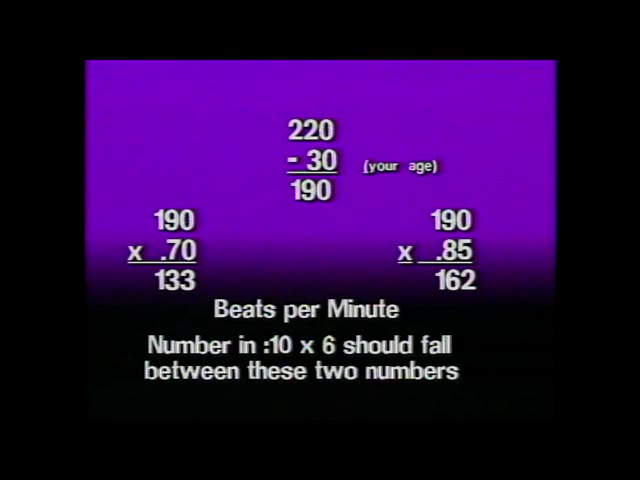 220
- 30 (your age)
190
190 190
x .70 x .85
133 162
Beats per Minute
Number in :10 x 6 should fall
between these two numbers